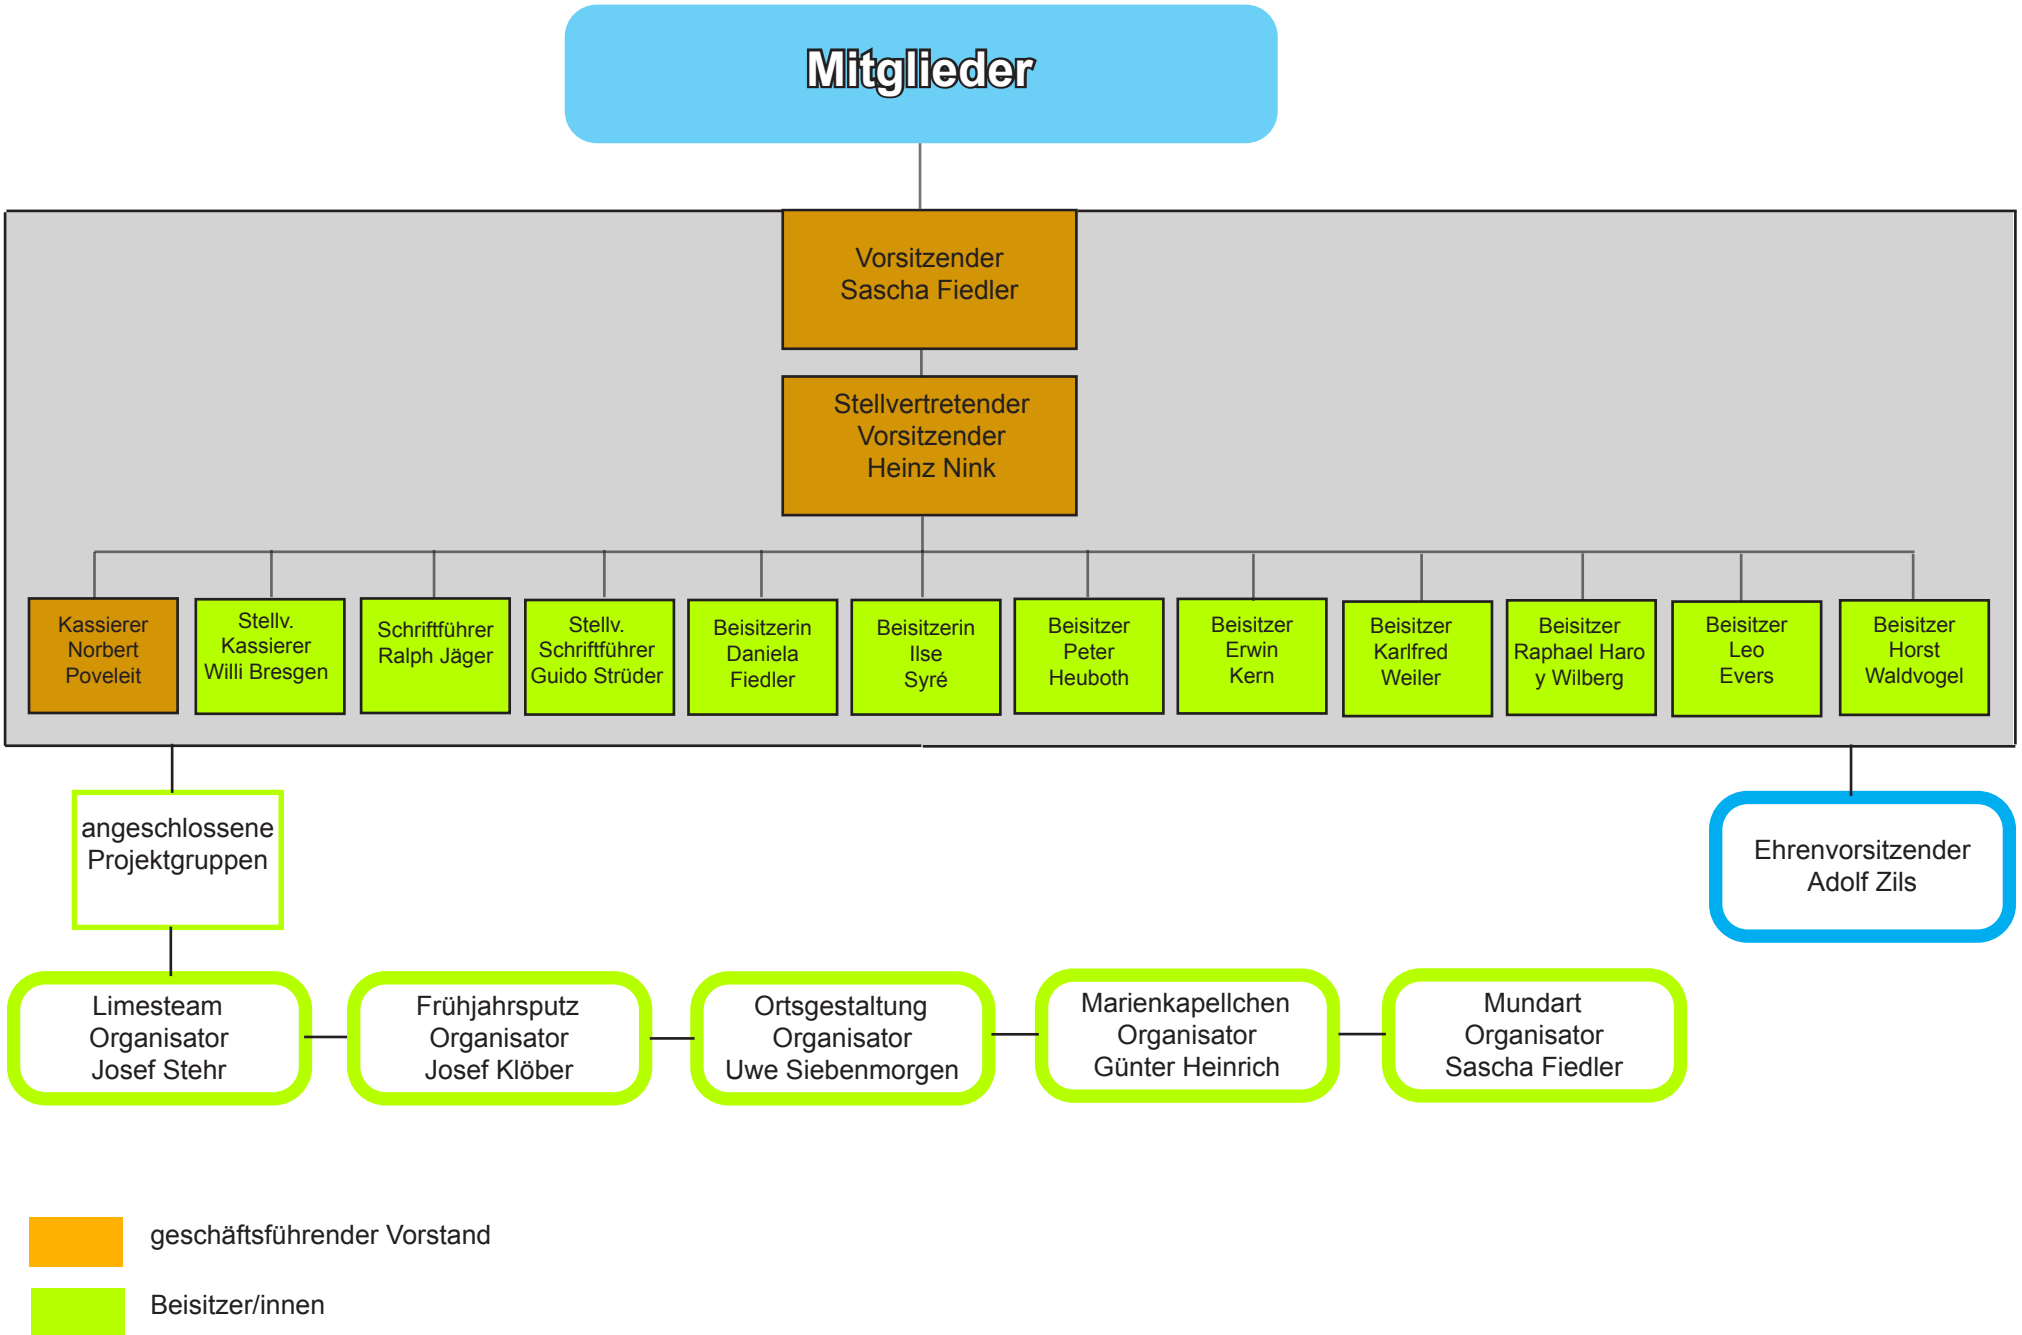 Mitglieder
Vorsitzender
Sascha Fiedler
Stellvertretender
Vorsitzender
Heinz Nink
Kassierer
Norbert
Poveleit
Stellv.
Kassierer
Willi Bresgen
Schriftführer
Ralph Jäger
Stellv.
Schriftführer
Guido Strüder
Beisitzerin
Daniela
Fiedler
Beisitzerin
Ilse
Syré
Beisitzer
Peter
Heuboth
Beisitzer
Erwin
Kern
Beisitzer
Karlfred
Weiler
Beisitzer
Raphael Haro
y Wilberg
Beisitzer
Leo
Evers
Beisitzer
Horst
Waldvogel
angeschlossene
Projektgruppen
Ehrenvorsitzender
Adolf Zils
Limesteam
Organisator
Josef Stehr
Frühjahrsputz
Organisator
Josef Klöber
Ortsgestaltung
Organisator
Uwe Siebenmorgen
Marienkapellchen
Organisator
Günter Heinrich
Mundart
Organisator
Sascha Fiedler
geschäftsführender Vorstand
Beisitzer/innen